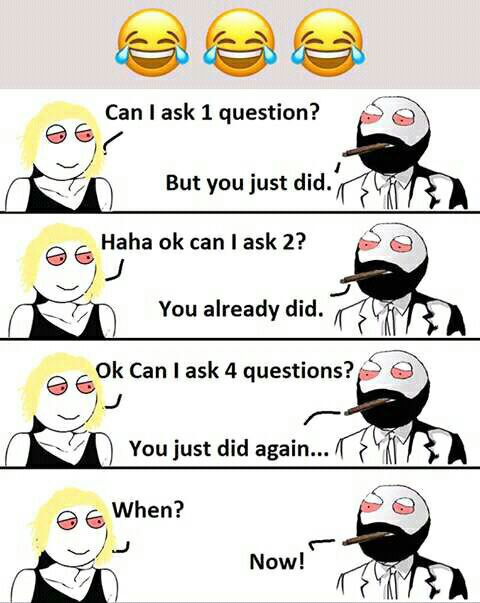 Can I ask 1 question?
But you just did.
Haha ok can I ask 2?
You already did.
Ok Can I ask 4 questions?
You just did again...
When?
Now!